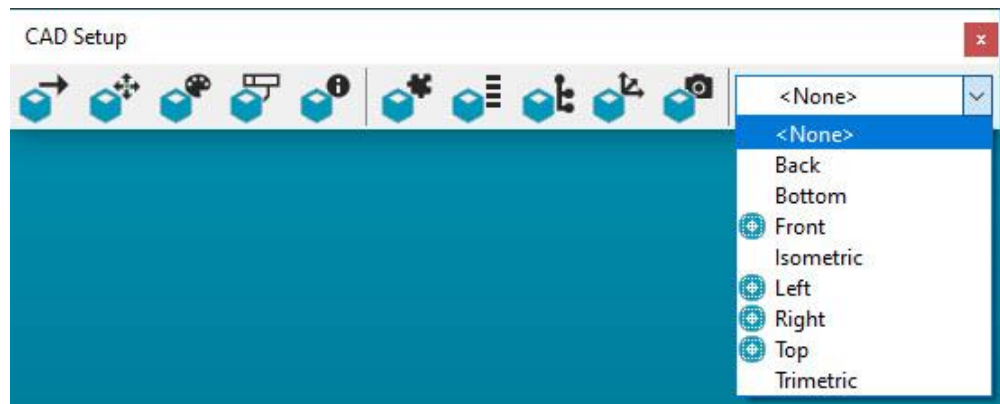 CAD Setup
<None>
<None>
Back
Bottom
Front
Isometric
Left
Right
Top
Trimetric